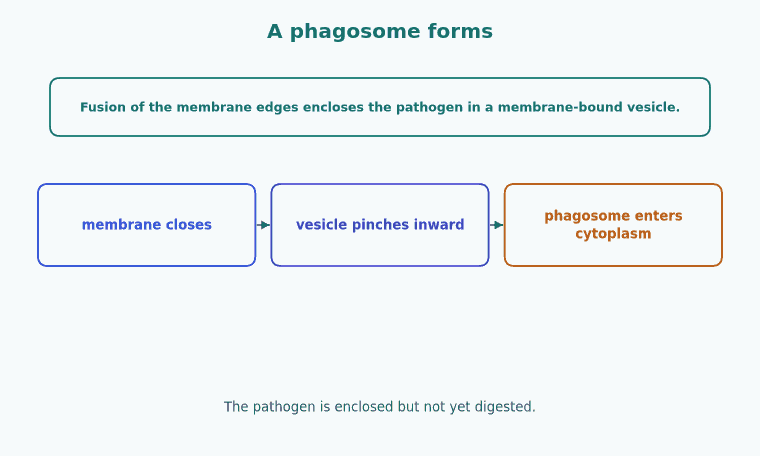 A phagosome forms
Fusion of the membrane edges encloses the pathogen in a membrane-bound vesicle.
membrane closes
vesicle pinches inward
phagosome enters
cytoplasm
The pathogen is enclosed but not yet digested.